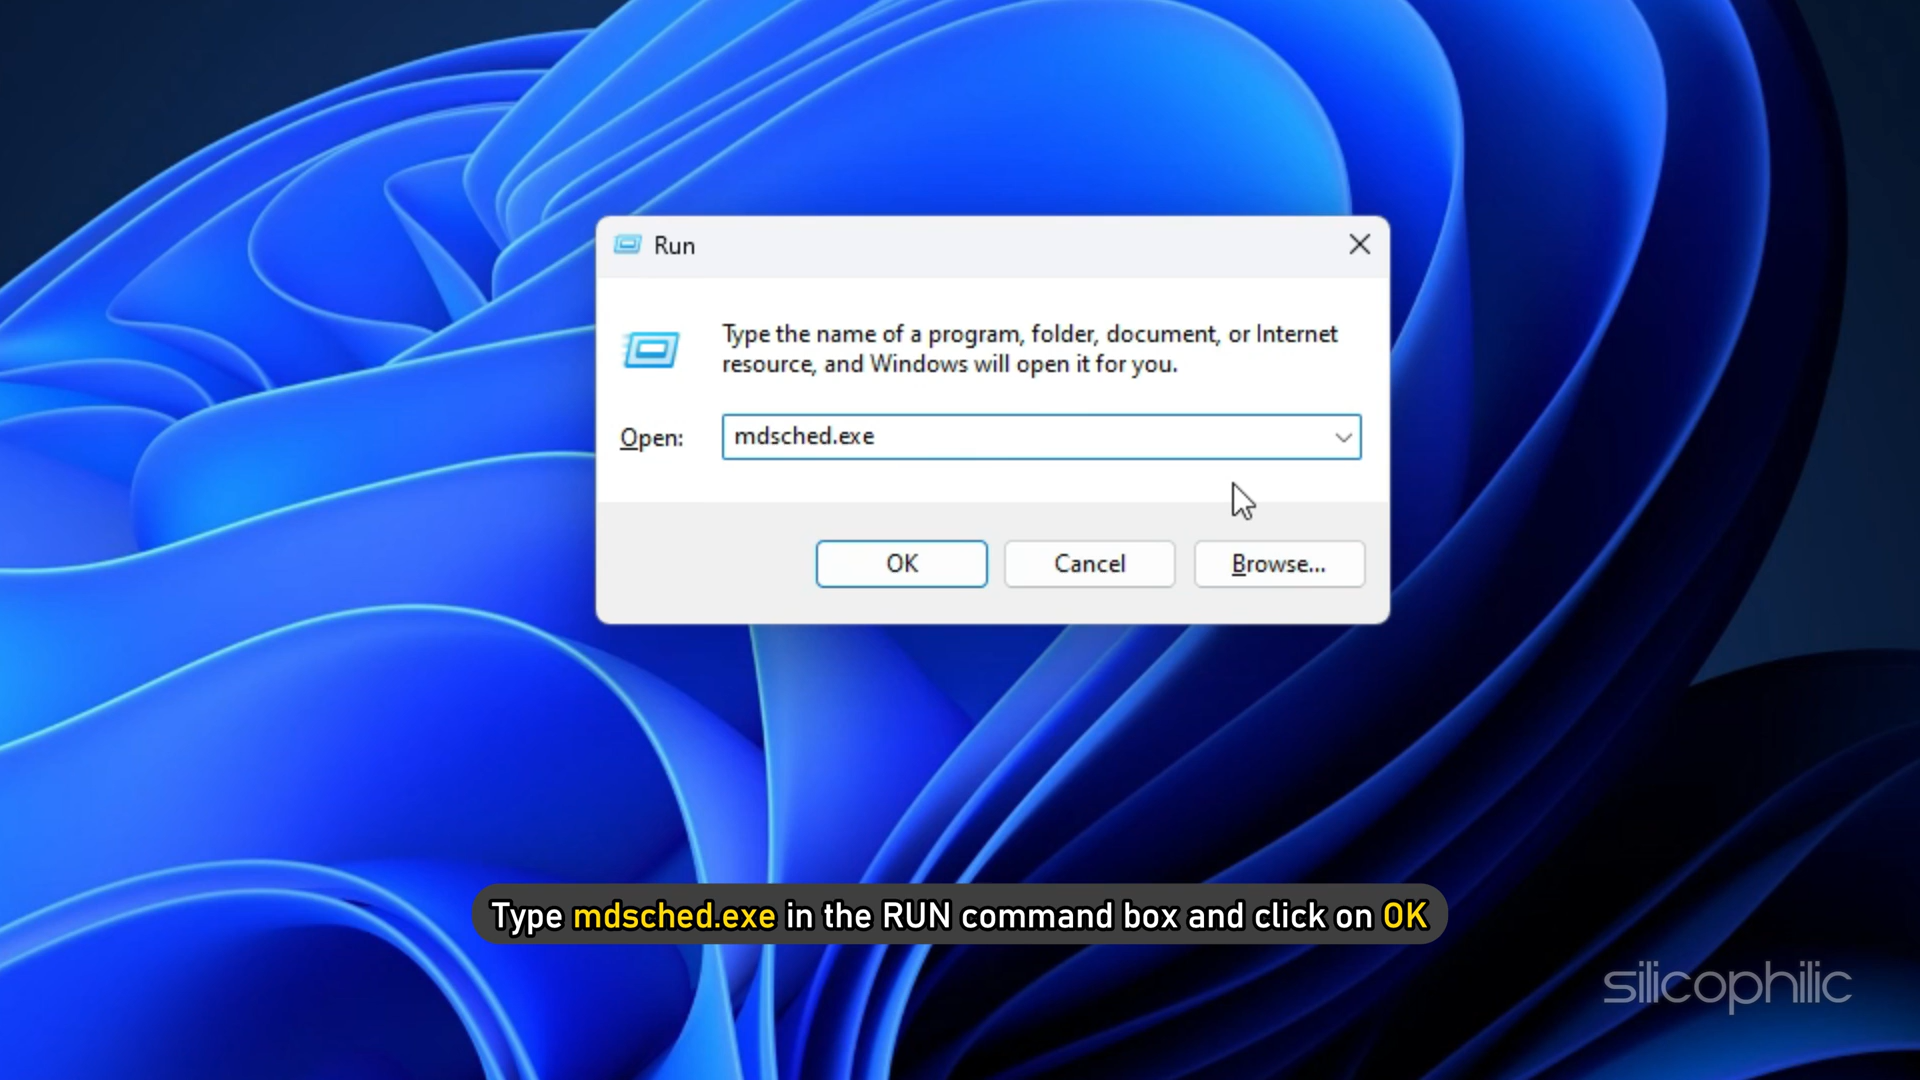 Run
Type the name of a program, folder, document, or Internet
resource, and Windows will open it for you.
Open:
mdsched.exe
OK
Cancel
Browse...
Type mdsched.exe in the RUN command box and click on OK
silicophilic